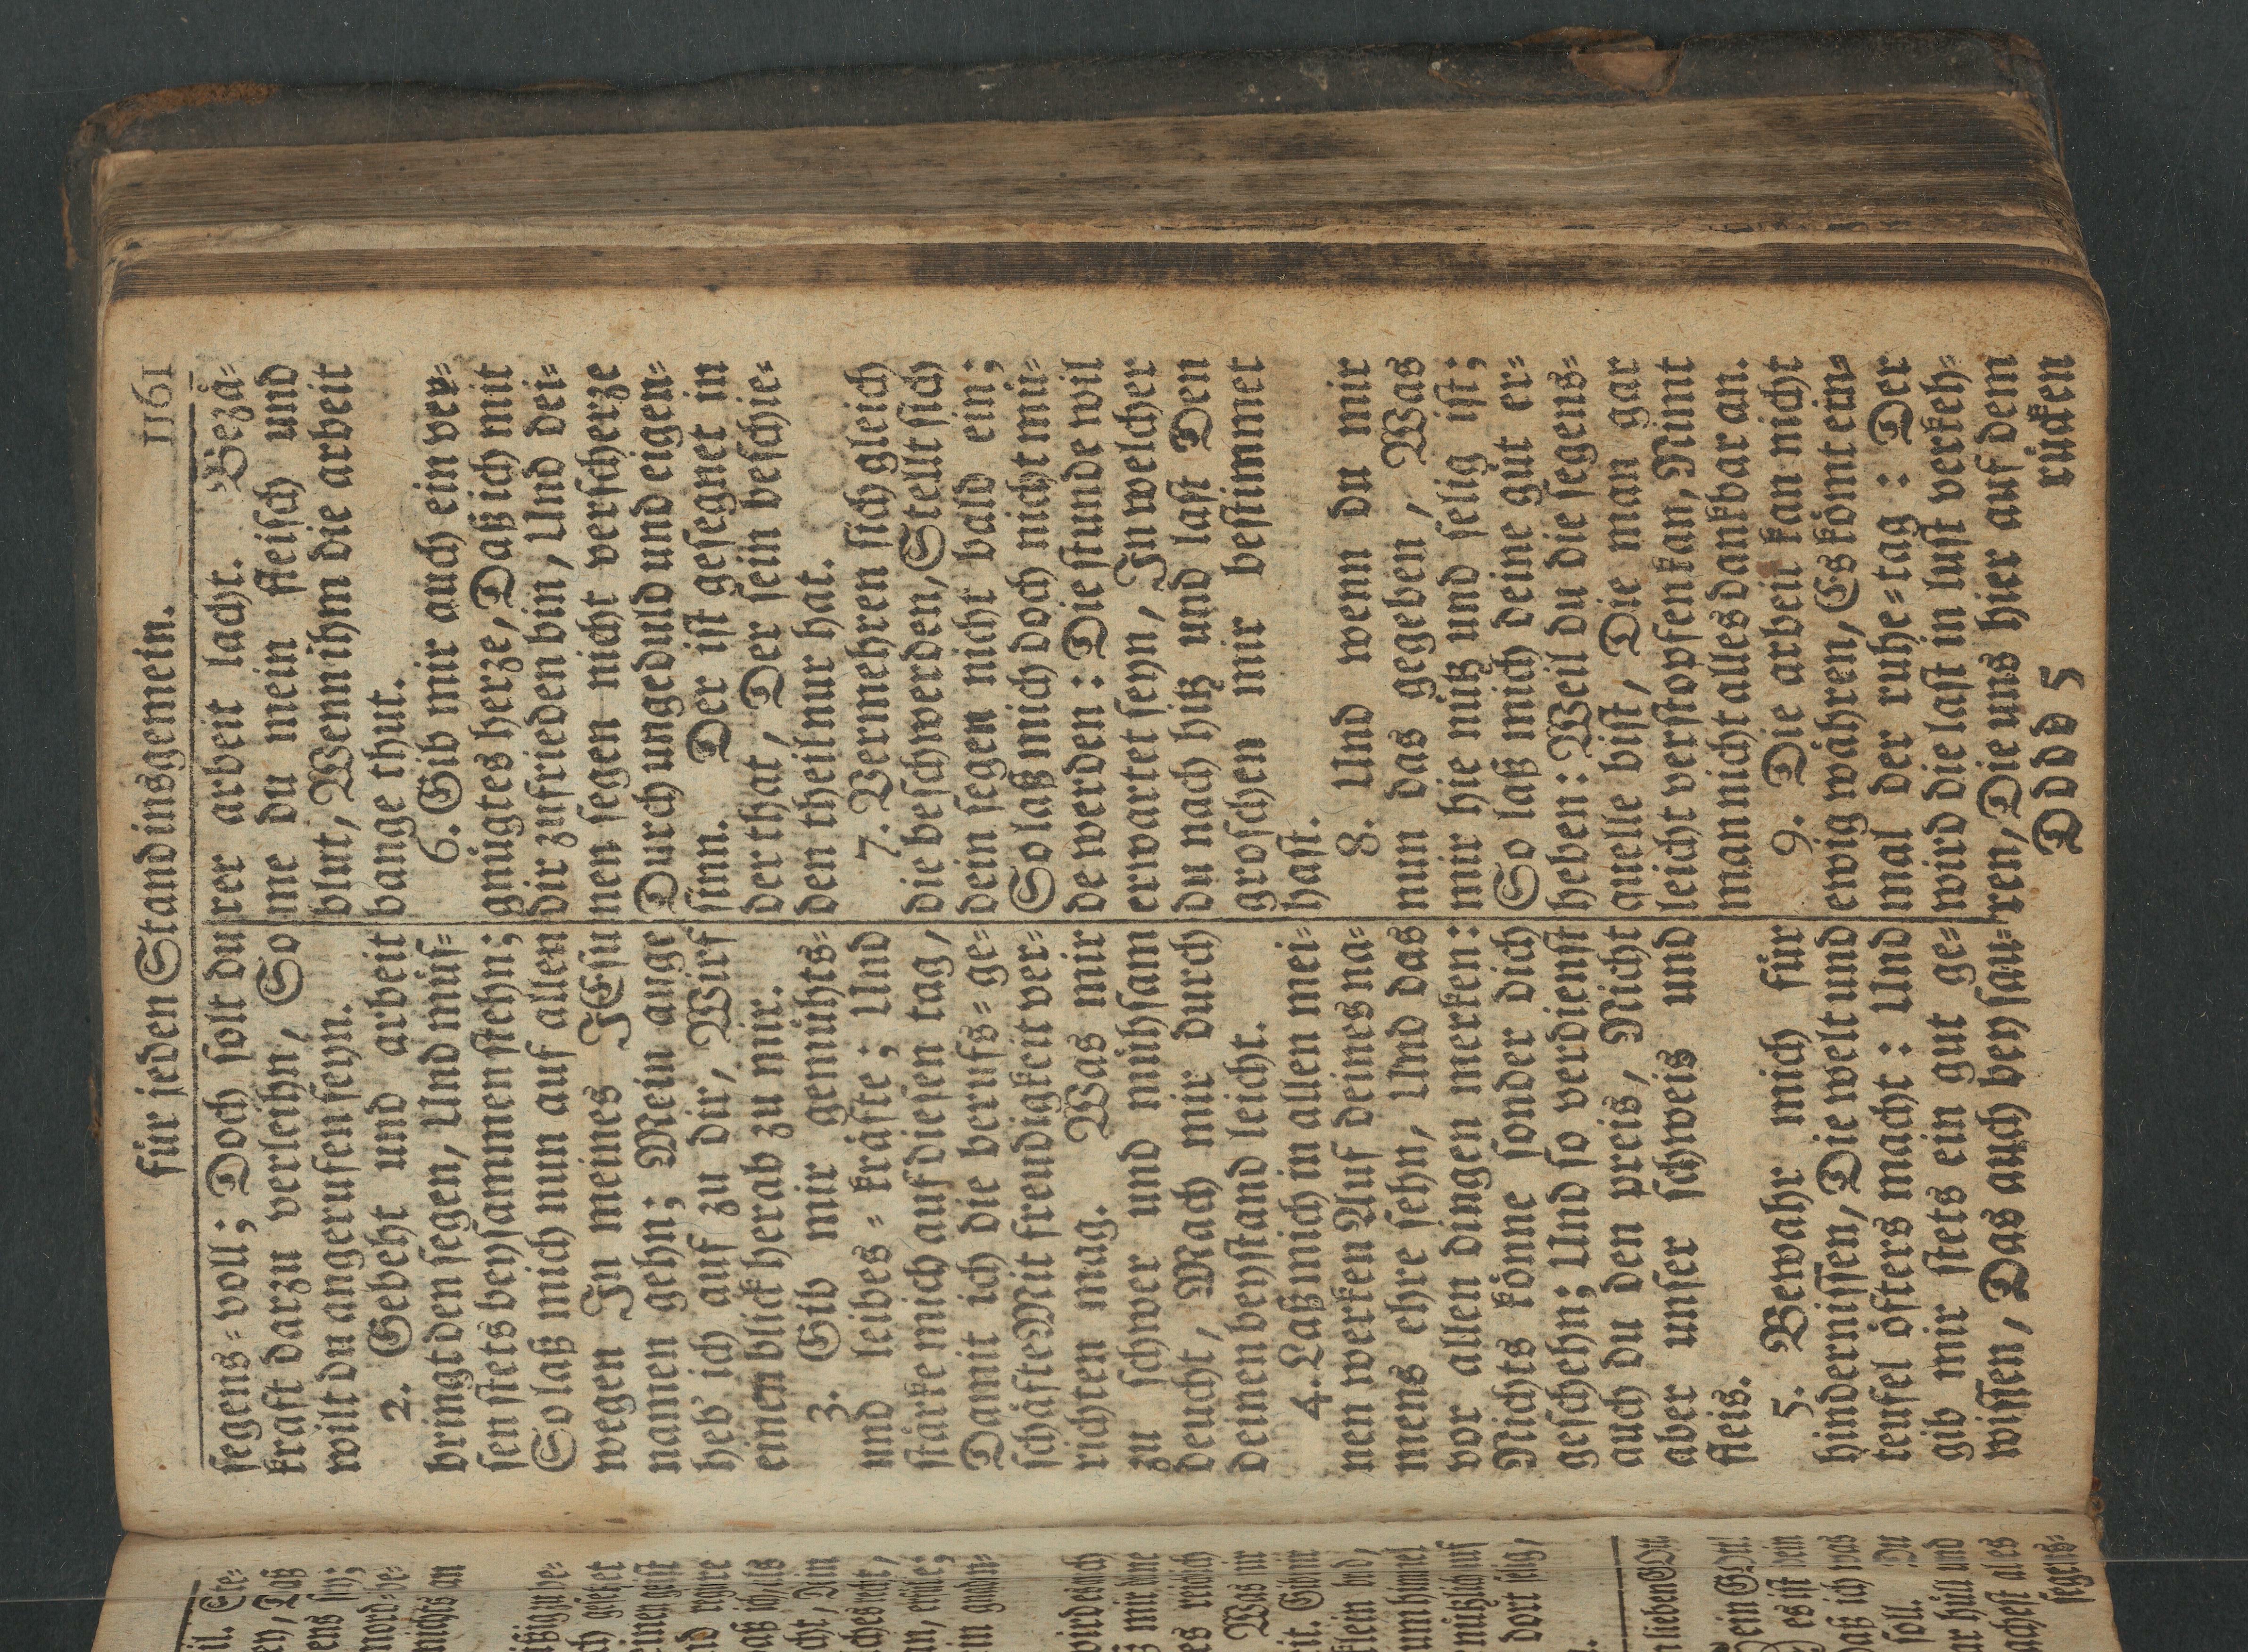 für jeden Stand insgemein. 1161
segens-voll; Doch solt du
kraft darzu verleihn, So
wilt du angerufen seyn.
2. Gebeht und arbeit
bringt den segen, Und müs-
sen stets beysammen stehn;
So laß mich nun auf allen
wegen In meines JEsu
namen gehn; Mein auge
heb' ich auf zu dir, Wirf
einen blick herab zu mir.
3. Gib mir gemühts-
und leibes-kräfte; Und
stärke mich auf diesen tag,
Damit ich die berufs-ge-
schäfte Mit freudigkeit ver-
richten mag. Was mir
zu schwer und mühsam
deucht, Mach mir durch
deinen beystand leicht.
4. Laß mich in allen mei-
nen werken Auf deines na-
mens ehre sehn, Und das
vor allen dingen merken:
Nichts könne sonder dich
geschehn; Und so verdienst
auch du den preis, Nicht
aber unser schweis und
fleis.
5. Bewahr mich für
hindernissen, Die welt und
teufel öfters macht: Und
gib mir stets ein gut ge-
wissen, Das auch bey sau-
rer arbeit lacht. Bezä-
me du mein fleisch und
blut, Wenn ihm die arbeit
bange thut.
6. Gib mir auch ein ver-
gnügtes herze, Daß ich mit
dir zufrieden bin, Und dei-
nen segen nicht verscherze
Durch ungeduld und eigen-
sinn. Der ist gesegnet in
der that, Der sein beschie-
den theil nur hat.
7. Vermehren sich gleich
die beschwerden, Stellt sich
dein segen nicht bald ein;
So laß mich doch nicht mü-
de werden: Die stunde wil
erwartet seyn, In welcher
du nach hitz und last Den
groschen mir bestimmet
hast.
8. Und wenn du mir
nun das gegeben, Was
mir hie nütz und selig ist;
So laß mich deine güt er-
heben: Weil du die segens-
quelle bist, Die man gar
leicht verstopfen kan, Nimt
man nicht alles dankbar an.
9. Die arbeit kan nicht
ewig währen, Es kömt ein-
mal der ruhe-tag: Der
wird die last in lust verkeh-
ren, Die uns hier auf dem
Dddd 5 rücken